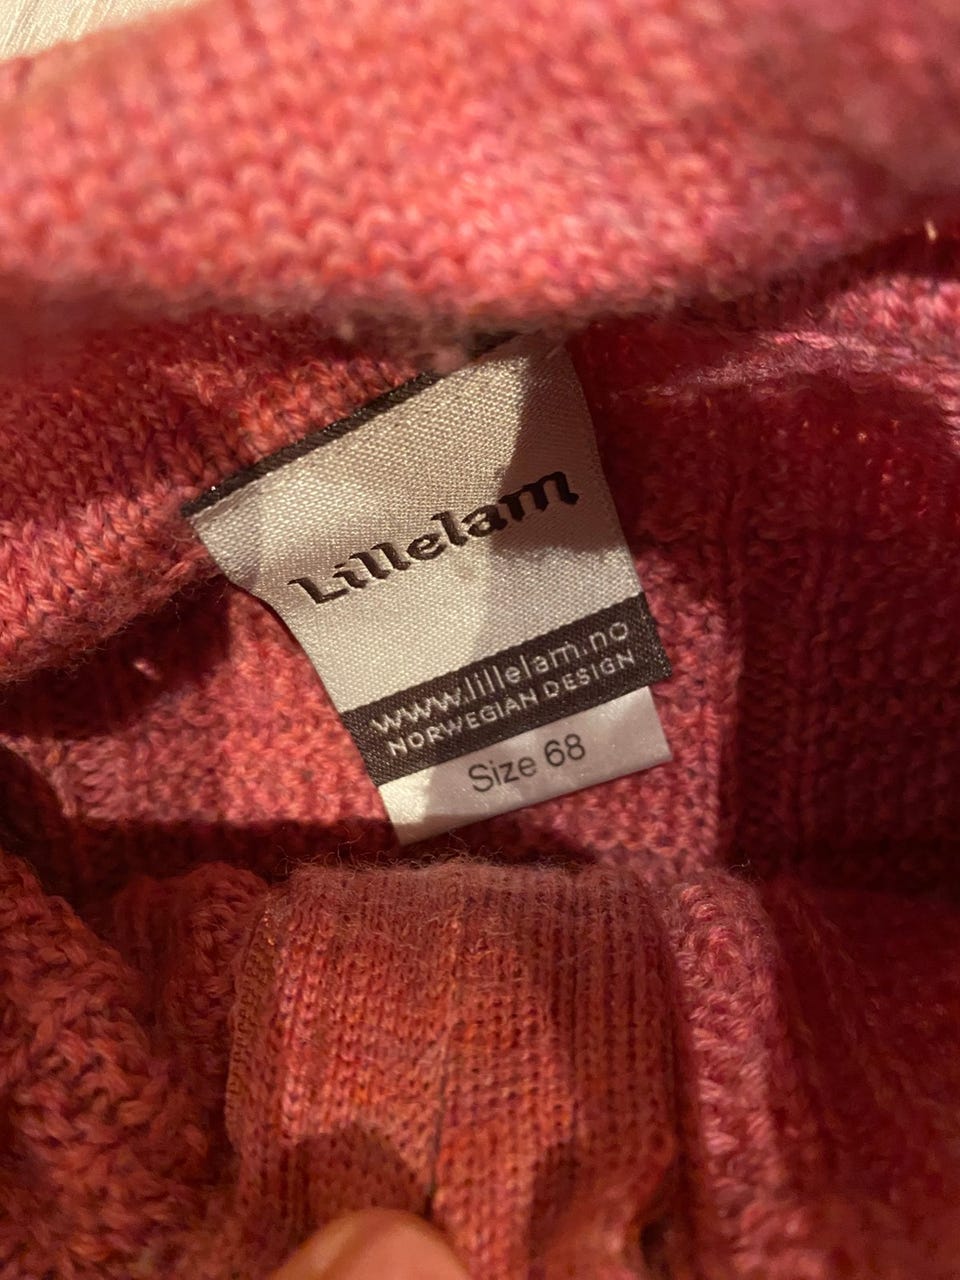 Lillelam
www.lillelam.no
NORWEGIAN DESIGN
Size 68